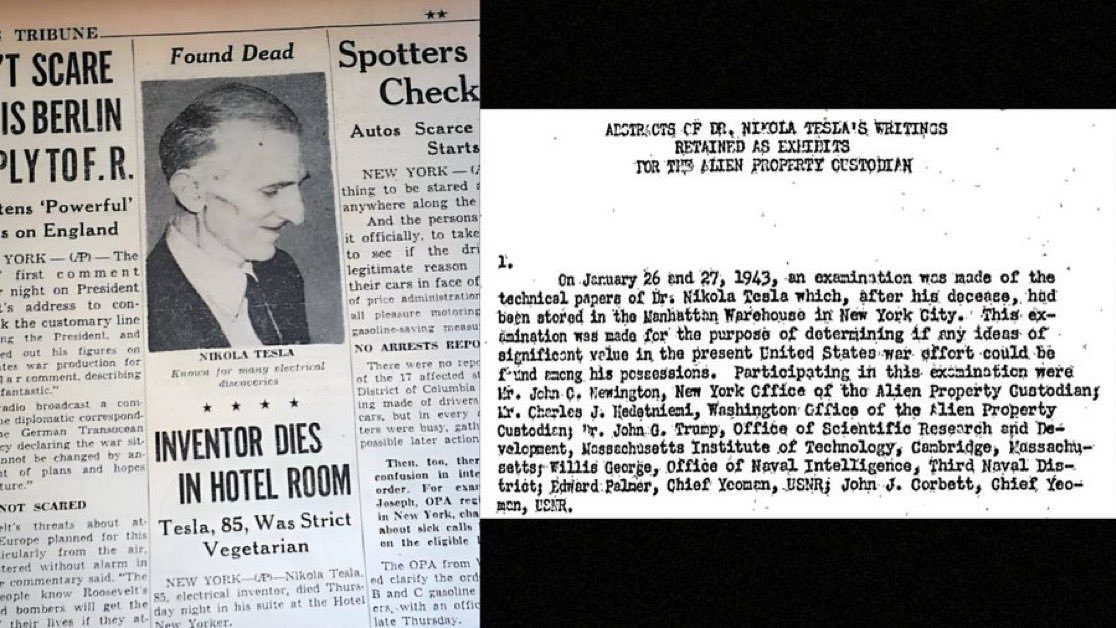 TRIBUNE
'T SCARE
IS BERLIN
PLY TO F.R.
tens 'Powerful'
s on England
YORK — (AP) — The
first comment
night on President
t's address to con-
k the customary line
ng the President, and
ed out his figures on
ates war production for
lar comment, describing
fantastic."
radio broadcast a com-
e diplomatic correspond-
e German Transocean
ey declaring the war sit-
nnot be changed by an-
t of plans and hopes
ture."
NOT SCARED
elt's threats about at-
Europe planned for this
icularly from the air,
tered without alarm in
e commentary said. "The
eople know Roosevelt's
d bombers will get the
their lives if they at-
Found Dead
NIKOLA TESLA
Known for many electrical
discoveries
★ ★ ★ ★
INVENTOR DIES
IN HOTEL ROOM
Tesla, 85, Was Strict
Vegetarian
NEW YORK—(AP)—Nikola Tesla,
85, electrical inventor, died Thurs-
day night in his suite at the Hotel
New Yorker.
★★
Spotters
Check
Autos Scarce
Starts
NEW YORK — (A
thing to be stared a
anywhere along the
And the persons
it officially, to take
to see if the dri
legitimate reason
their cars in face of
of price administration
all pleasure motoring
gasoline-saving measu
NO ARRESTS REPO
There were no repo
of the 17 affected st
District of Columbia
ing made of drivers
cars, but in every
ters were busy, gath
possible later action
Then, too, ther
confusion in inte
order. For exam
Joseph, OPA reg
in New York, cha
about sick calls
on the eligible l
The OPA from W
ed clarify the ord
B and C gasoline
ers, with an offic
late Thursday.
ABSTRACTS OF DR. NIKOLA TESLA'S WRITINGS
RETAINED AS EXHIBITS
FOR THE ALIEN PROPERTY CUSTODIAN
1.
On January 26 and 27, 1943, an examination was made of the
technical papers of Dr. Nikola Tesla which, after his decease, had
been stored in the Manhattan Warehouse in New York City. This ex-
amination was made for the purpose of determining if any ideas of
significant value in the present United States war effort could be
found among his possessions. Participating in this examination were
Mr. John C. Newington, New York Office of the Alien Property Custodian;
Mr. Charles J. Hedetniemi, Washington Office of the Alien Property
Custodian; Dr. John G. Trump, Office of Scientific Research and De-
velopment, Massachusetts Institute of Technology, Cambridge, Massachu-
setts; Willis George, Office of Naval Intelligence, Third Naval Dis-
trict; Edward Palmer, Chief Yeoman, USNR; John J. Corbett, Chief Yeo-
man, USNR.